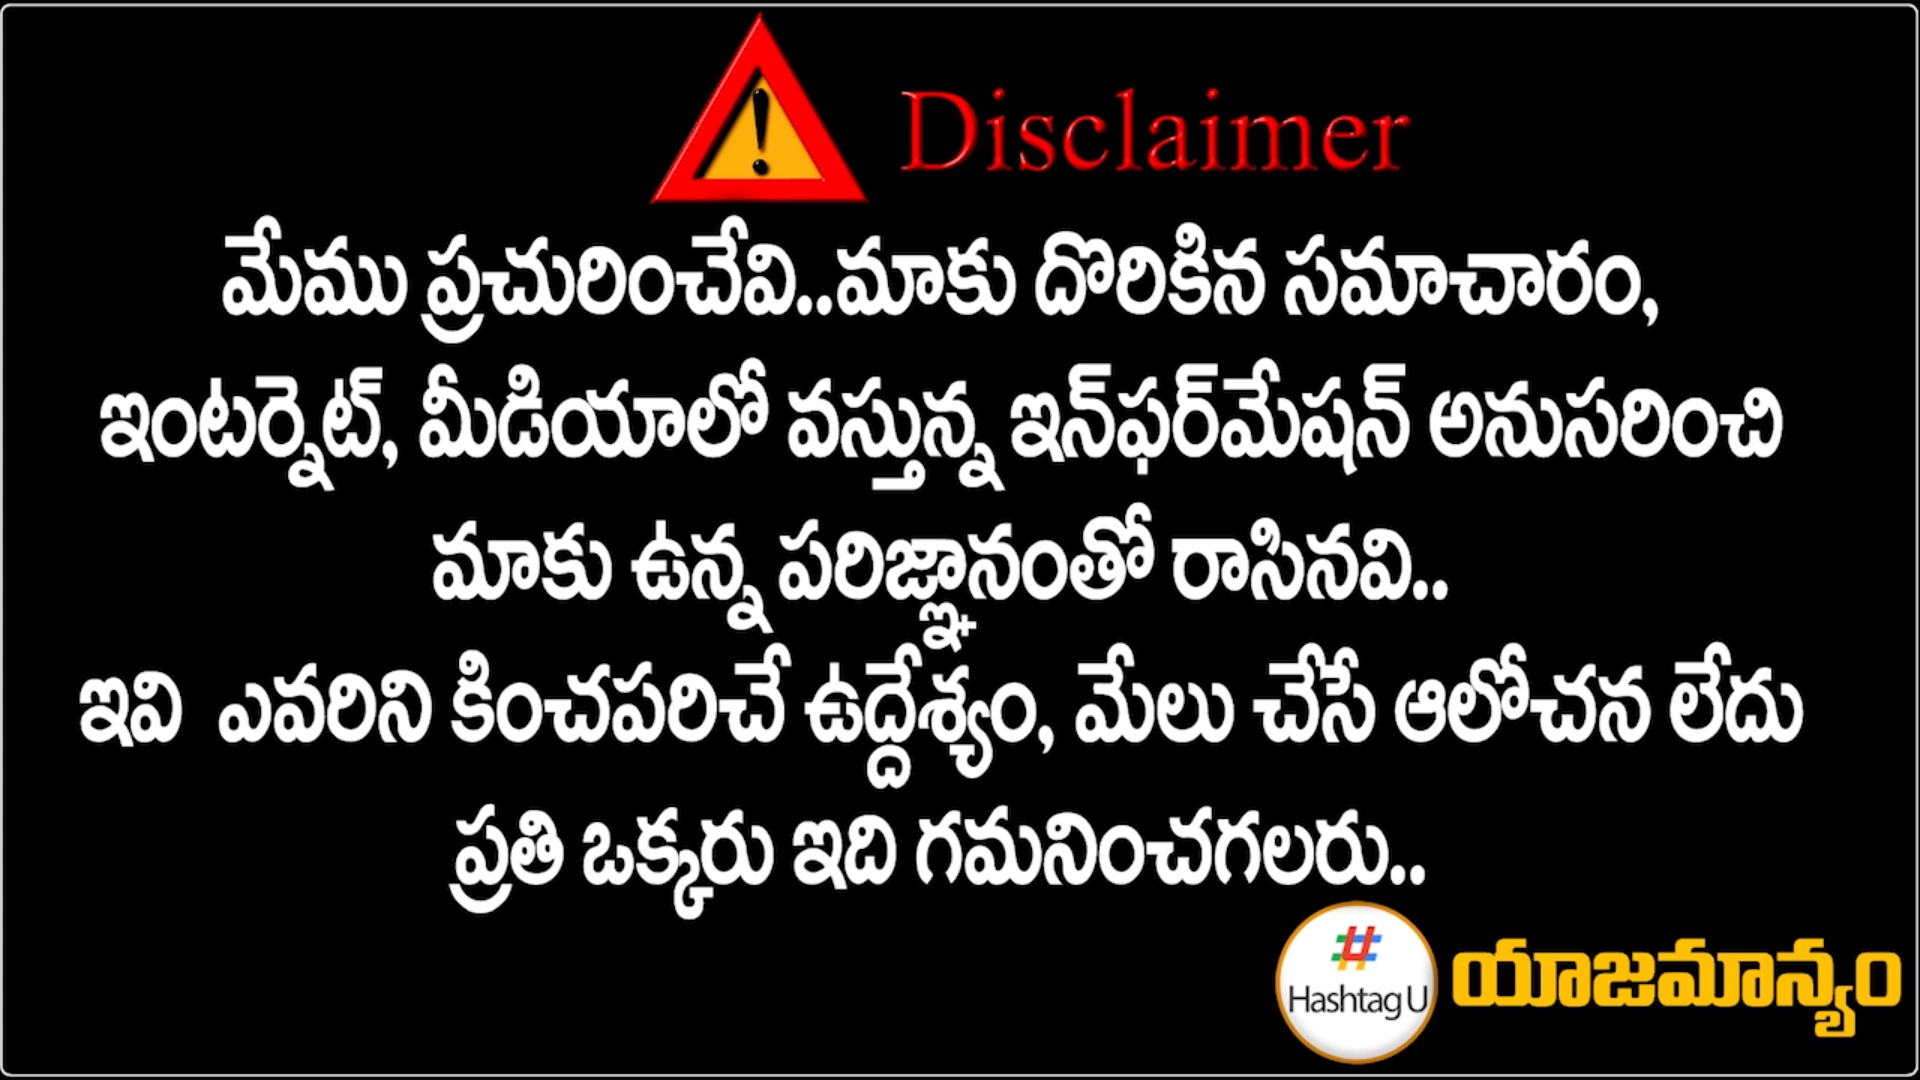 Disclaimer
మేము ప్రచురించేవి..మాకు దొరికిన సమాచారం,
ఇంటర్నెట్, మీడియాలో వస్తున్న ఇన్‌ఫర్‌మేషన్ అనుసరించి
మాకు ఉన్న పరిజ్ఞానంతో రాసినవి..
ఇవి ఎవరిని కించపరిచే ఉద్దేశ్యం, మేలు చేసే ఆలోచన లేదు
ప్రతి ఒక్కరు ఇది గమనించగలరు..
#
Hashtag U
యాజమాన్యం